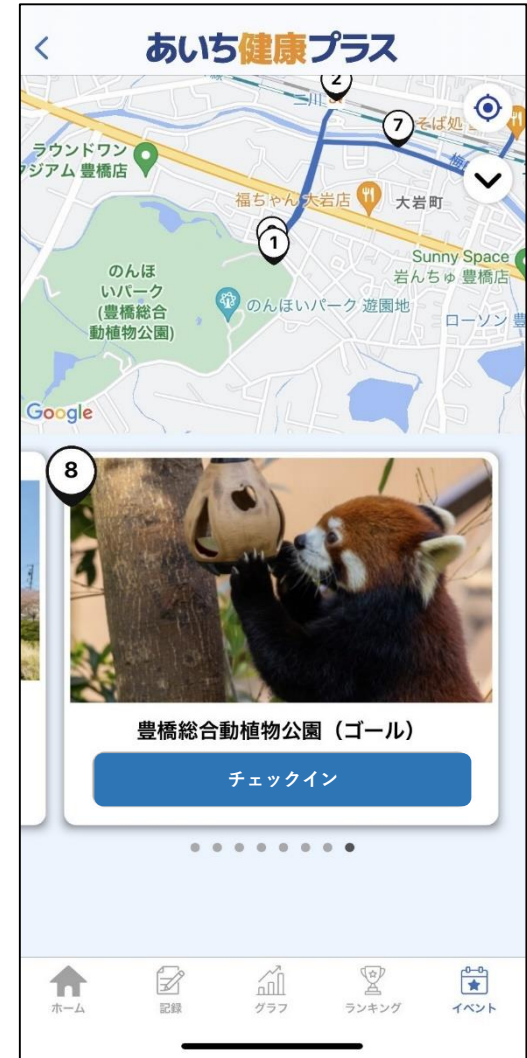 あいち健康プラス
2
二川
7
そば処
ラウンドワン
ジアム 豊橋店
福ちゃん 大岩店
大岩町
1
Sunny Space
岩んちゅ 豊橋店
のんほ
いパーク
(豊橋総合
動植物公園)
のんほいパーク 遊園地
ローソン 豊
Google
8
豊橋総合動植物公園（ゴール）
チェックイン
ホーム
記録
グラフ
ランキング
イベント